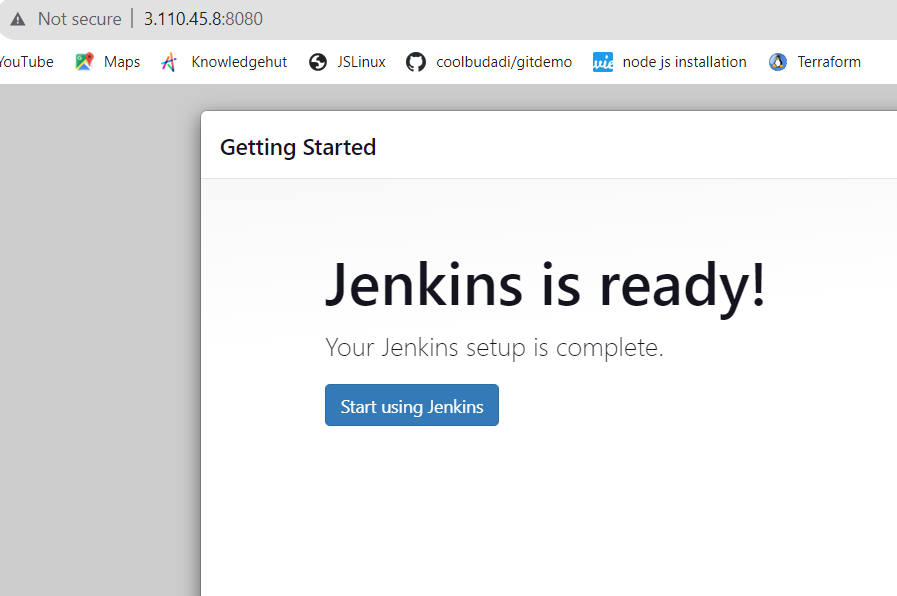 Not secure | 3.110.45.8:8080
YouTube Maps Knowledgehut JSLinux coolbudadi/gitdemo node js installation Terraform
Getting Started
Jenkins is ready!
Your Jenkins setup is complete.
Start using Jenkins